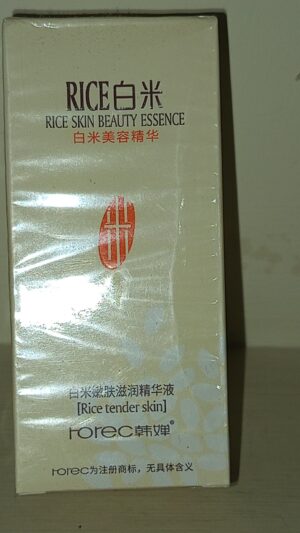 RICE白米
RICE SKIN BEAUTY ESSENCE
白米美容精华
白米嫩肤滋润精华液
[Rice tender skin]
rorec韩婵®
rorec为注册商标，无具体含义